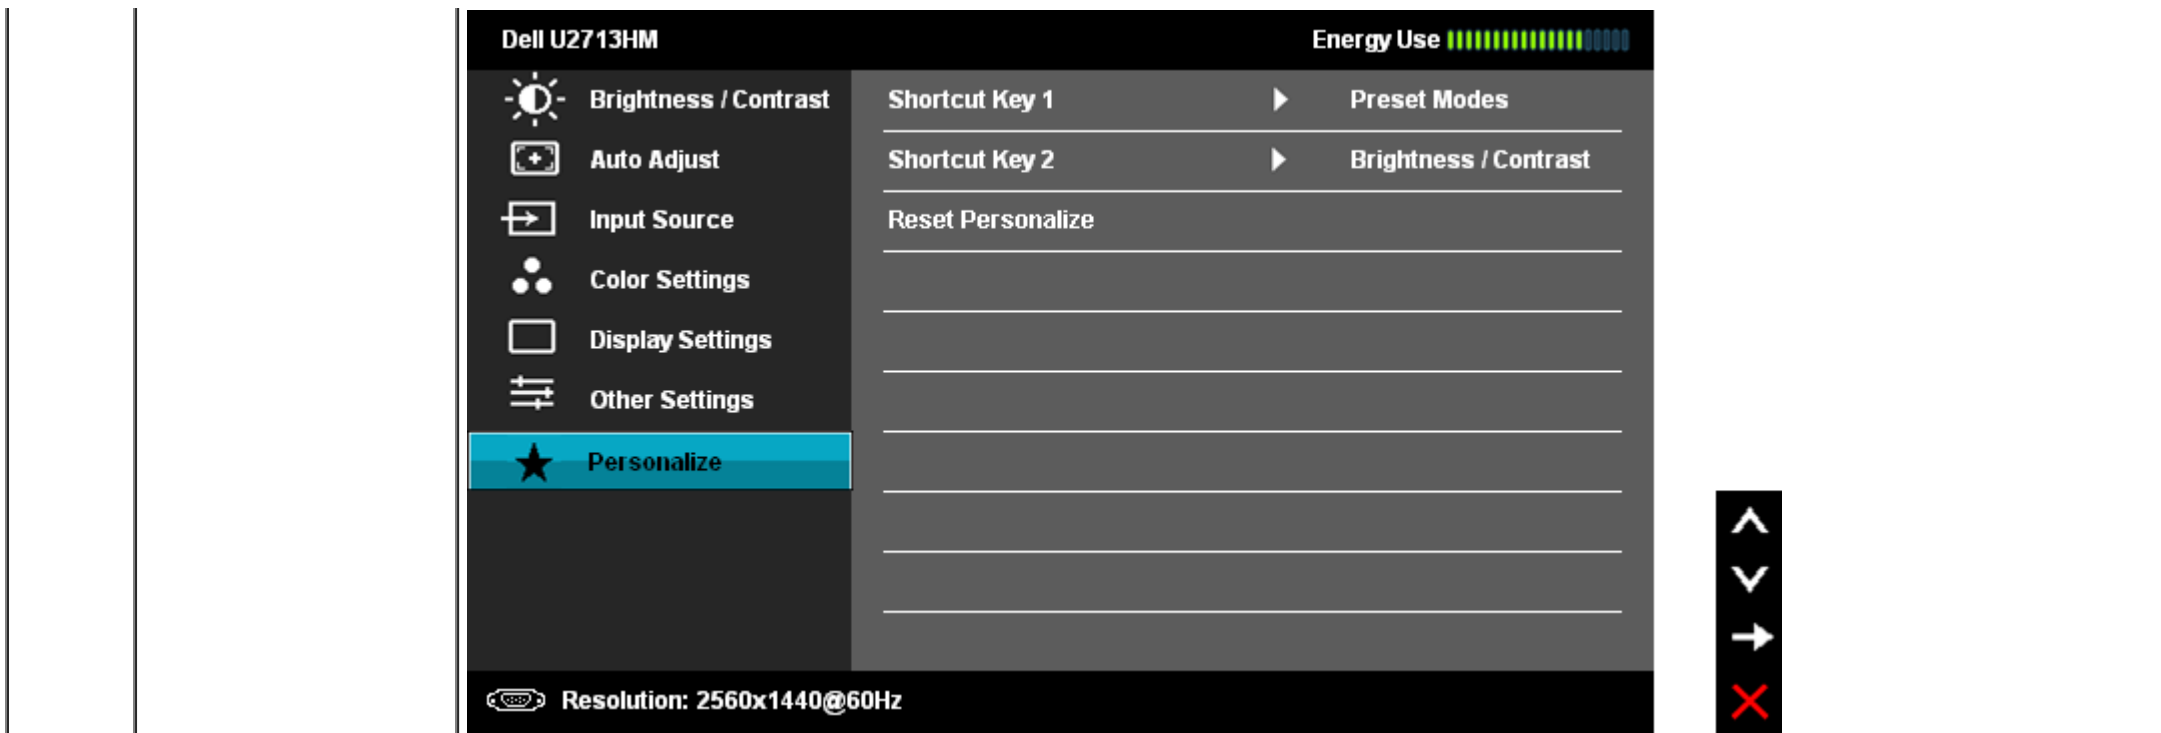 Dell U2713HM Energy Use
Brightness / Contrast Shortcut Key 1 Preset Modes
Auto Adjust Shortcut Key 2 Brightness / Contrast
Input Source Reset Personalize
Color Settings
Display Settings
Other Settings
Personalize
Resolution: 2560x1440@60Hz